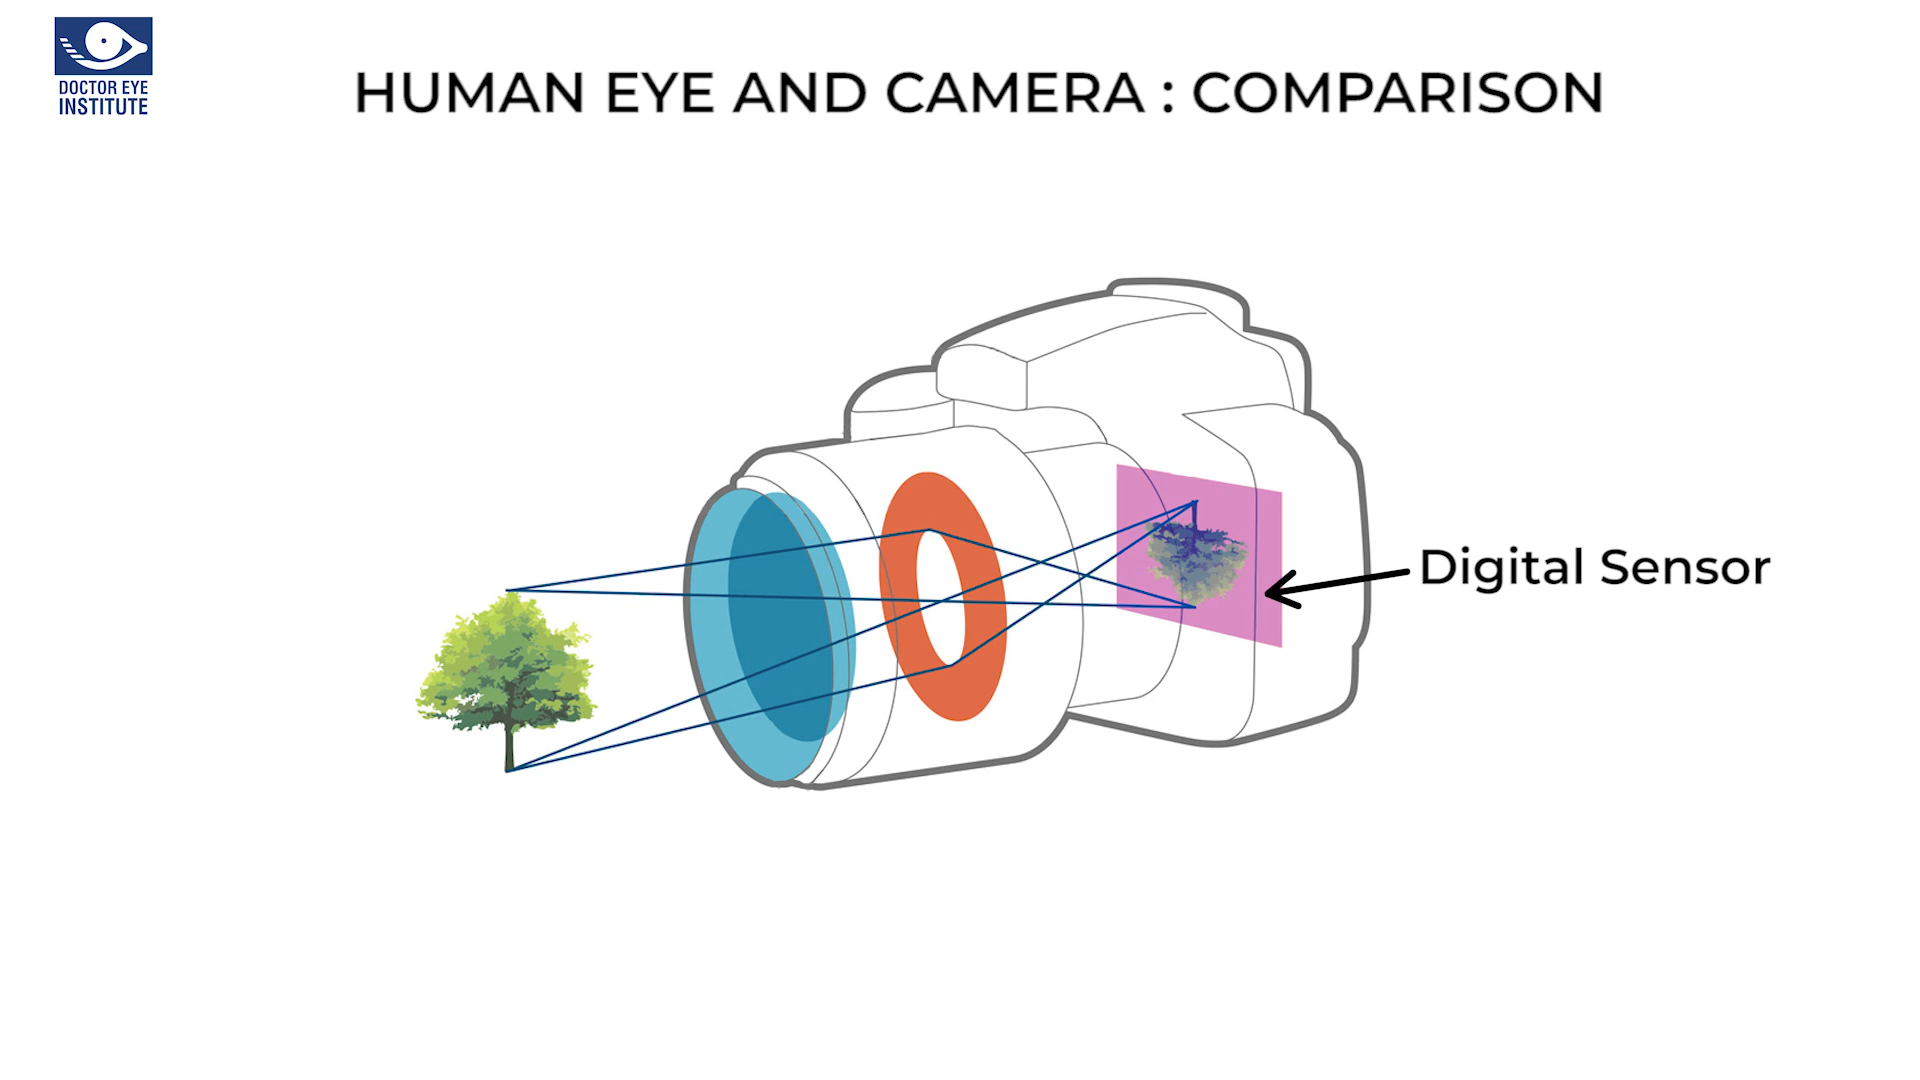 DOCTOR EYE
INSTITUTE
HUMAN EYE AND CAMERA : COMPARISON
Digital Sensor